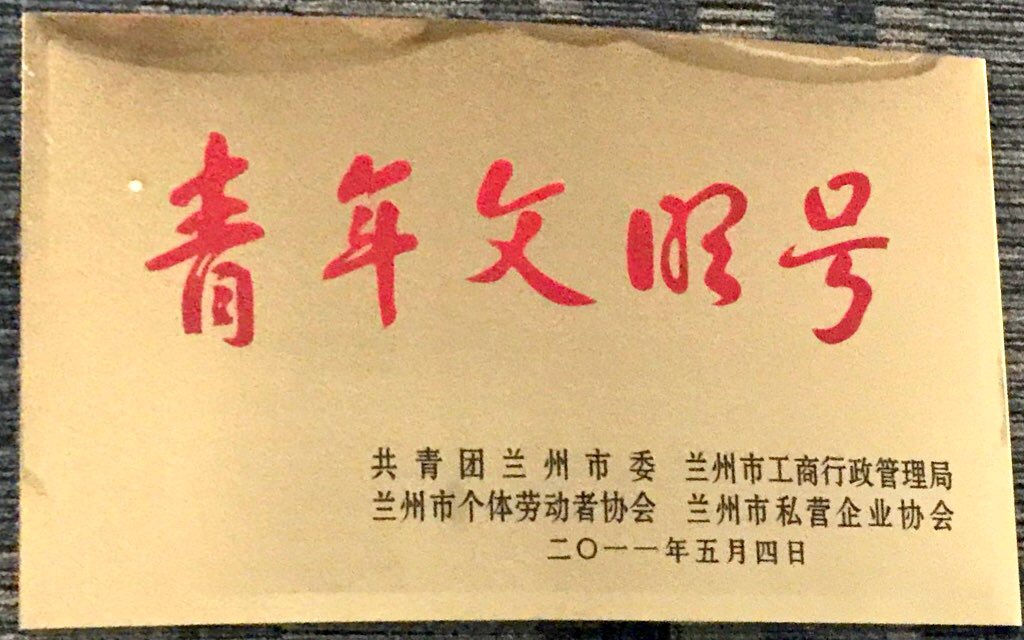 青年文明号
共青团兰州市委 兰州市工商行政管理局
兰州市个体劳动者协会 兰州市私营企业协会
二〇一一年五月四日